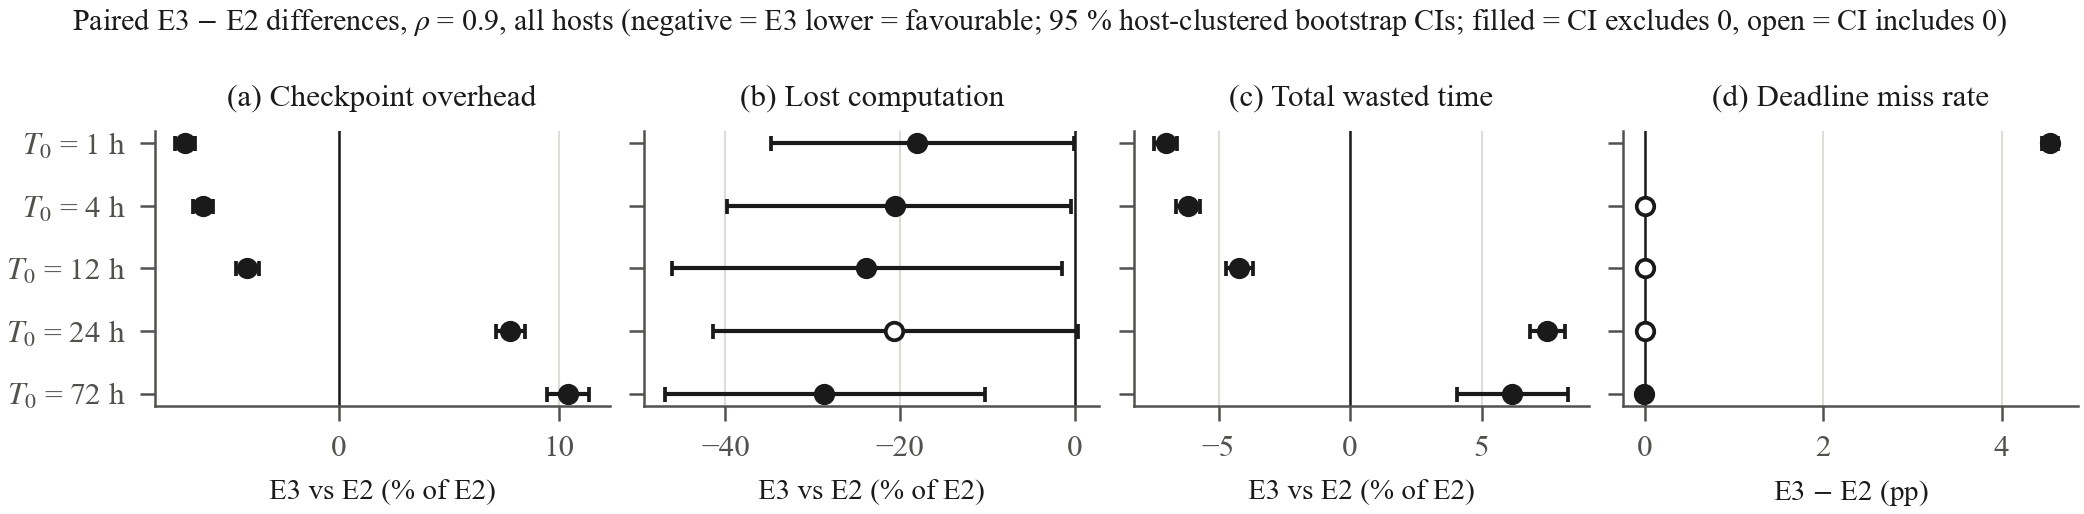 Paired E3 − E2 differences, ρ = 0.9, all hosts (negative = E3 lower = favourable; 95 % host-clustered bootstrap CIs; filled = CI excludes 0, open = CI includes 0)
(a) Checkpoint overhead
(b) Lost computation
(c) Total wasted time
(d) Deadline miss rate
T₀ = 1 h
T₀ = 4 h
T₀ = 12 h
T₀ = 24 h
T₀ = 72 h
0 10
−40 −20 0
−5 0 5
0 2 4
E3 vs E2 (% of E2)
E3 vs E2 (% of E2)
E3 vs E2 (% of E2)
E3 − E2 (pp)